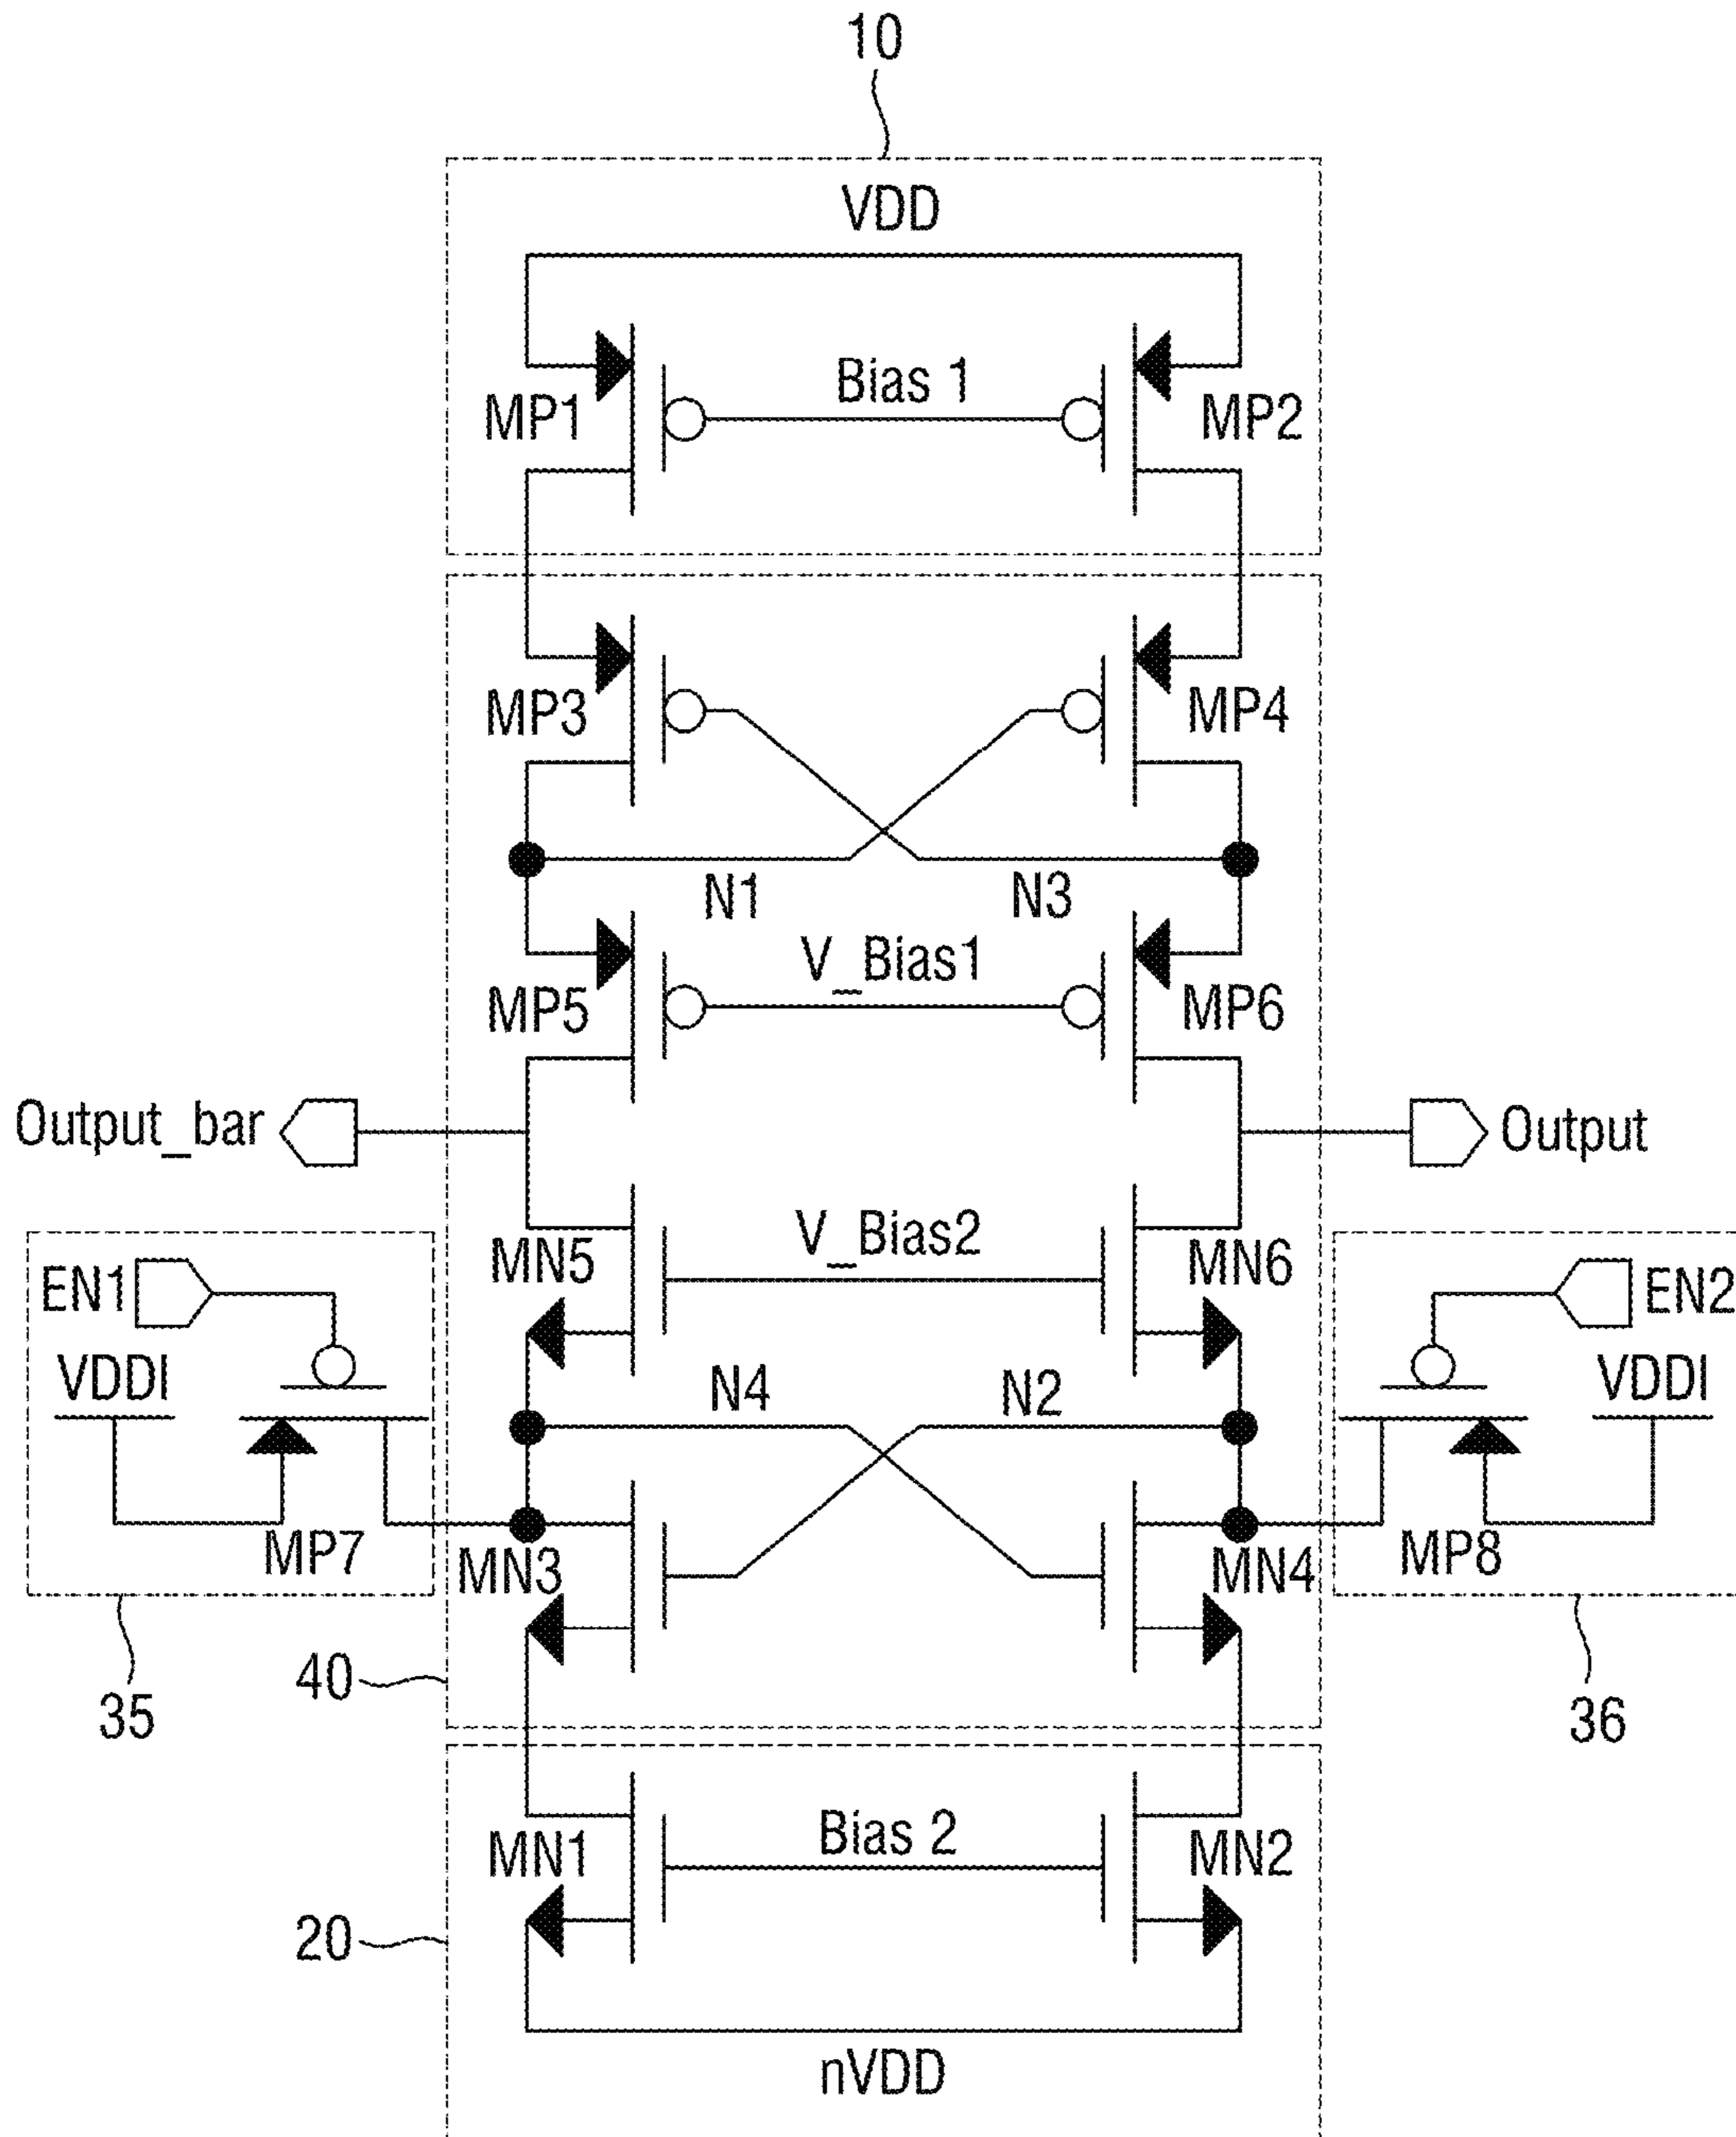 10
VDD
Bias 1
MP1
MP2
MP3
MP4
N1
N3
V_Bias1
MP5
MP6
Output_bar
Output
V_Bias2
MN5
MN6
EN1
EN2
VDDI
VDDI
N4
N2
MP7
MN3
MN4
MP8
40
35
36
Bias 2
MN1
MN2
20
nVDD